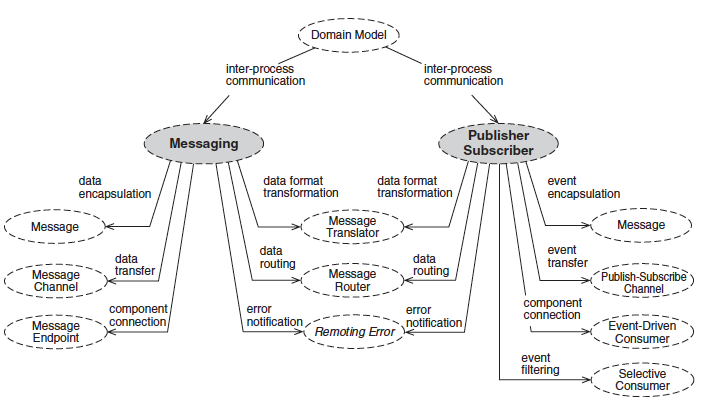 Domain Model
inter-process
communication
inter-process
communication
Messaging
Publisher
Subscriber
data
encapsulation
data format
transformation
data format
transformation
event
encapsulation
Message
Message
Translator
Message
data
transfer
data
routing
data
routing
event
transfer
Message
Channel
Message
Router
Publish-Subscribe
Channel
component
connection
error
notification
error
notification
component
connection
Message
Endpoint
Remoting Error
Event-Driven
Consumer
event
filtering
Selective
Consumer